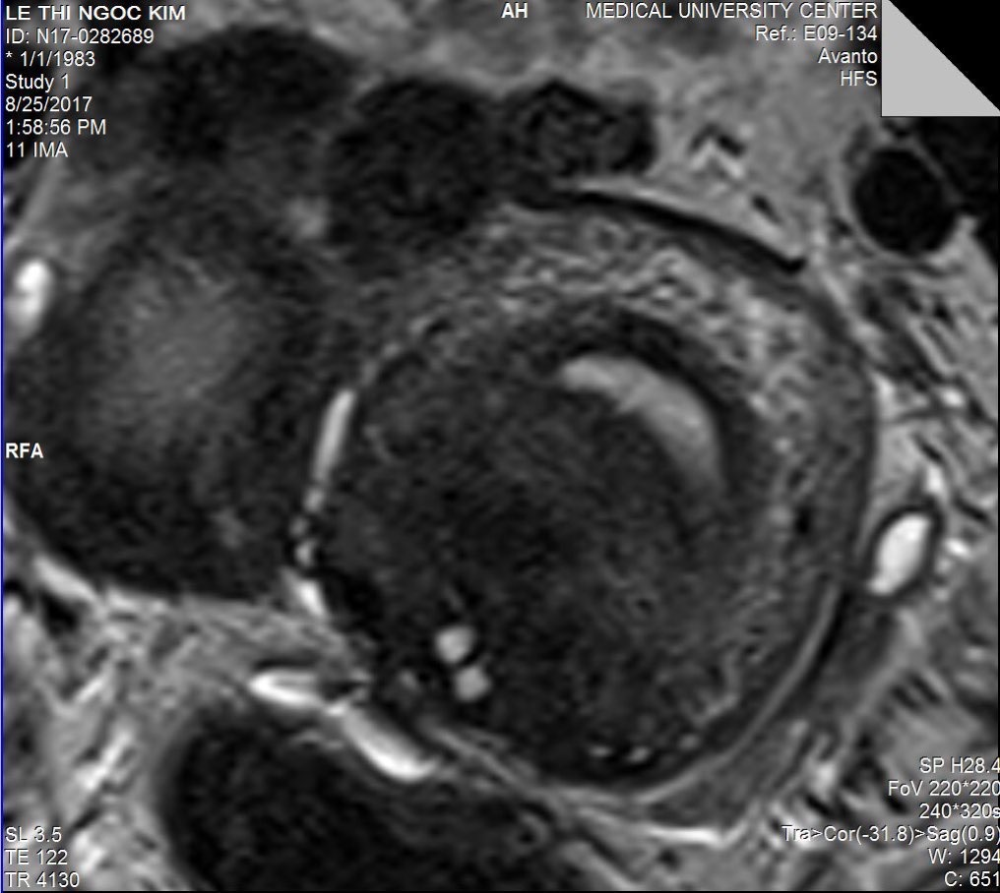 LE THI NGOC KIM
ID: N17-0282689
* 1/1/1983
Study 1
8/25/2017
1:58:56 PM
11 IMA
AH
MEDICAL UNIVERSITY CENTER
Ref.: E09-134
Avanto
HFS
RFA
SL 3.5
TE 122
TR 4130
SP H28.4
FoV 220*220
240*320s
Tra>Cor(-31.8)>Sag(0.9)
W: 1294
C: 651